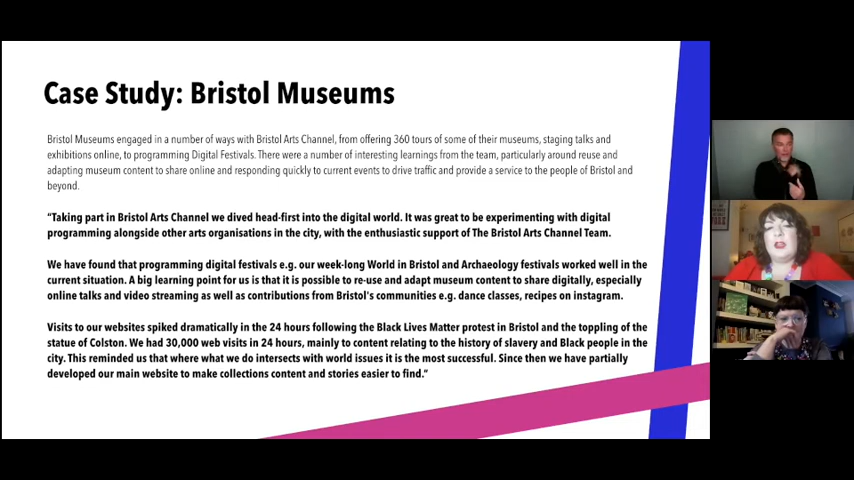 Case Study: Bristol Museums
Bristol Museums engaged in a number of ways with Bristol Arts Channel, from offering 360 tours of some of their museums, staging talks and
exhibitions online, to programming Digital Festivals. There were a number of interesting learnings from the team, particularly around reuse and
adapting museum content to share online and responding quickly to current events to drive traffic and provide a service to the people of Bristol and
beyond.
“Taking part in Bristol Arts Channel we dived head-first into the digital world. It was great to be experimenting with digital
programming alongside other arts organisations in the city, with the enthusiastic support of The Bristol Arts Channel Team.
We have found that programming digital festivals e.g. our week-long World in Bristol and Archaeology festivals worked well in the
current situation. A big learning point for us is that it is possible to re-use and adapt museum content to share digitally, especially
online talks and video streaming as well as contributions from Bristol's communities e.g. dance classes, recipes on instagram.
Visits to our websites spiked dramatically in the 24 hours following the Black Lives Matter protest in Bristol and the toppling of the
statue of Colston. We had 30,000 web visits in 24 hours, mainly to content relating to the history of slavery and Black people in the
city. This reminded us that where what we do intersects with world issues it is the most successful. Since then we have partially
developed our main website to make collections content and stories easier to find.”